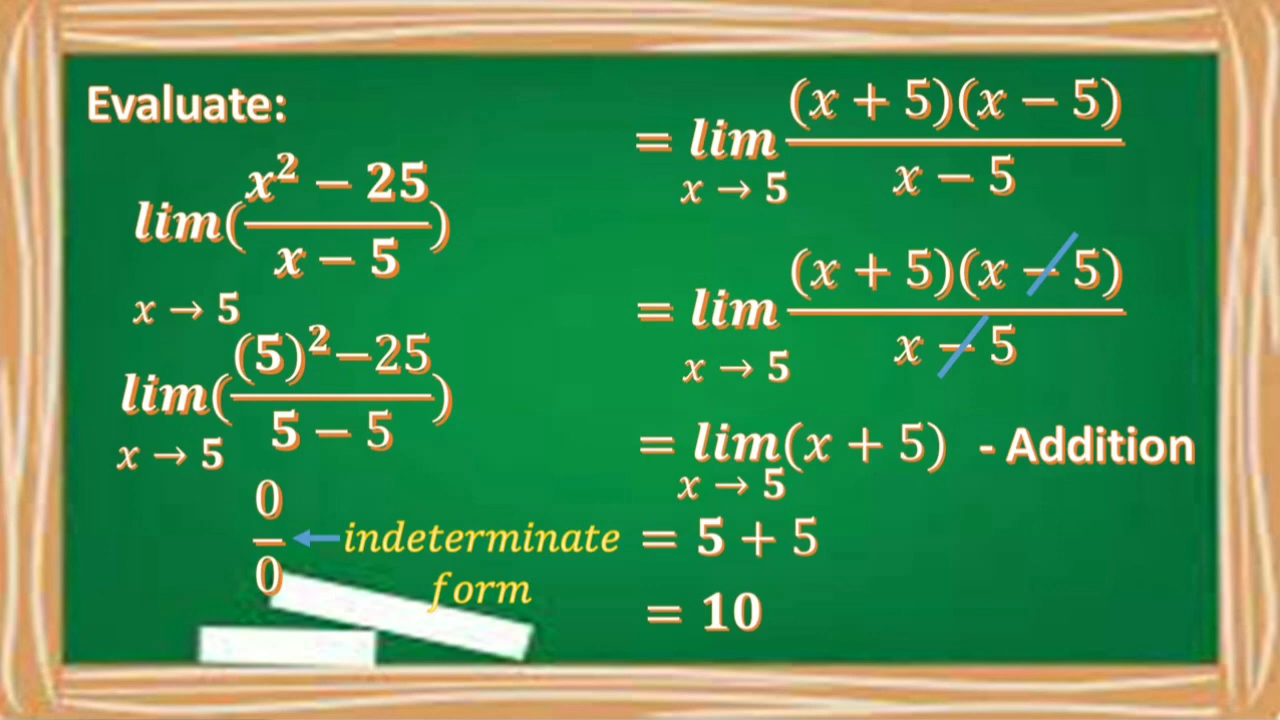 Evaluate:
lim(x² − 25 / x − 5)
x → 5
lim((5)²−25 / 5 − 5)
x → 5
0
0
indeterminate
form
= lim (x + 5)(x − 5) / x − 5
x → 5
= lim (x + 5)(x − 5) / x − 5
x → 5
= lim(x + 5) - Addition
x → 5
= 5 + 5
= 10